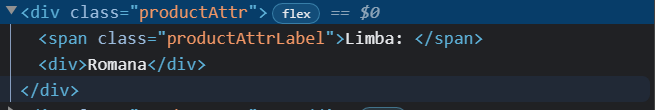 <div class="productAttr"> flex == $0
<span class="productAttrLabel">Limba: </span>
<div>Romana</div>
</div>